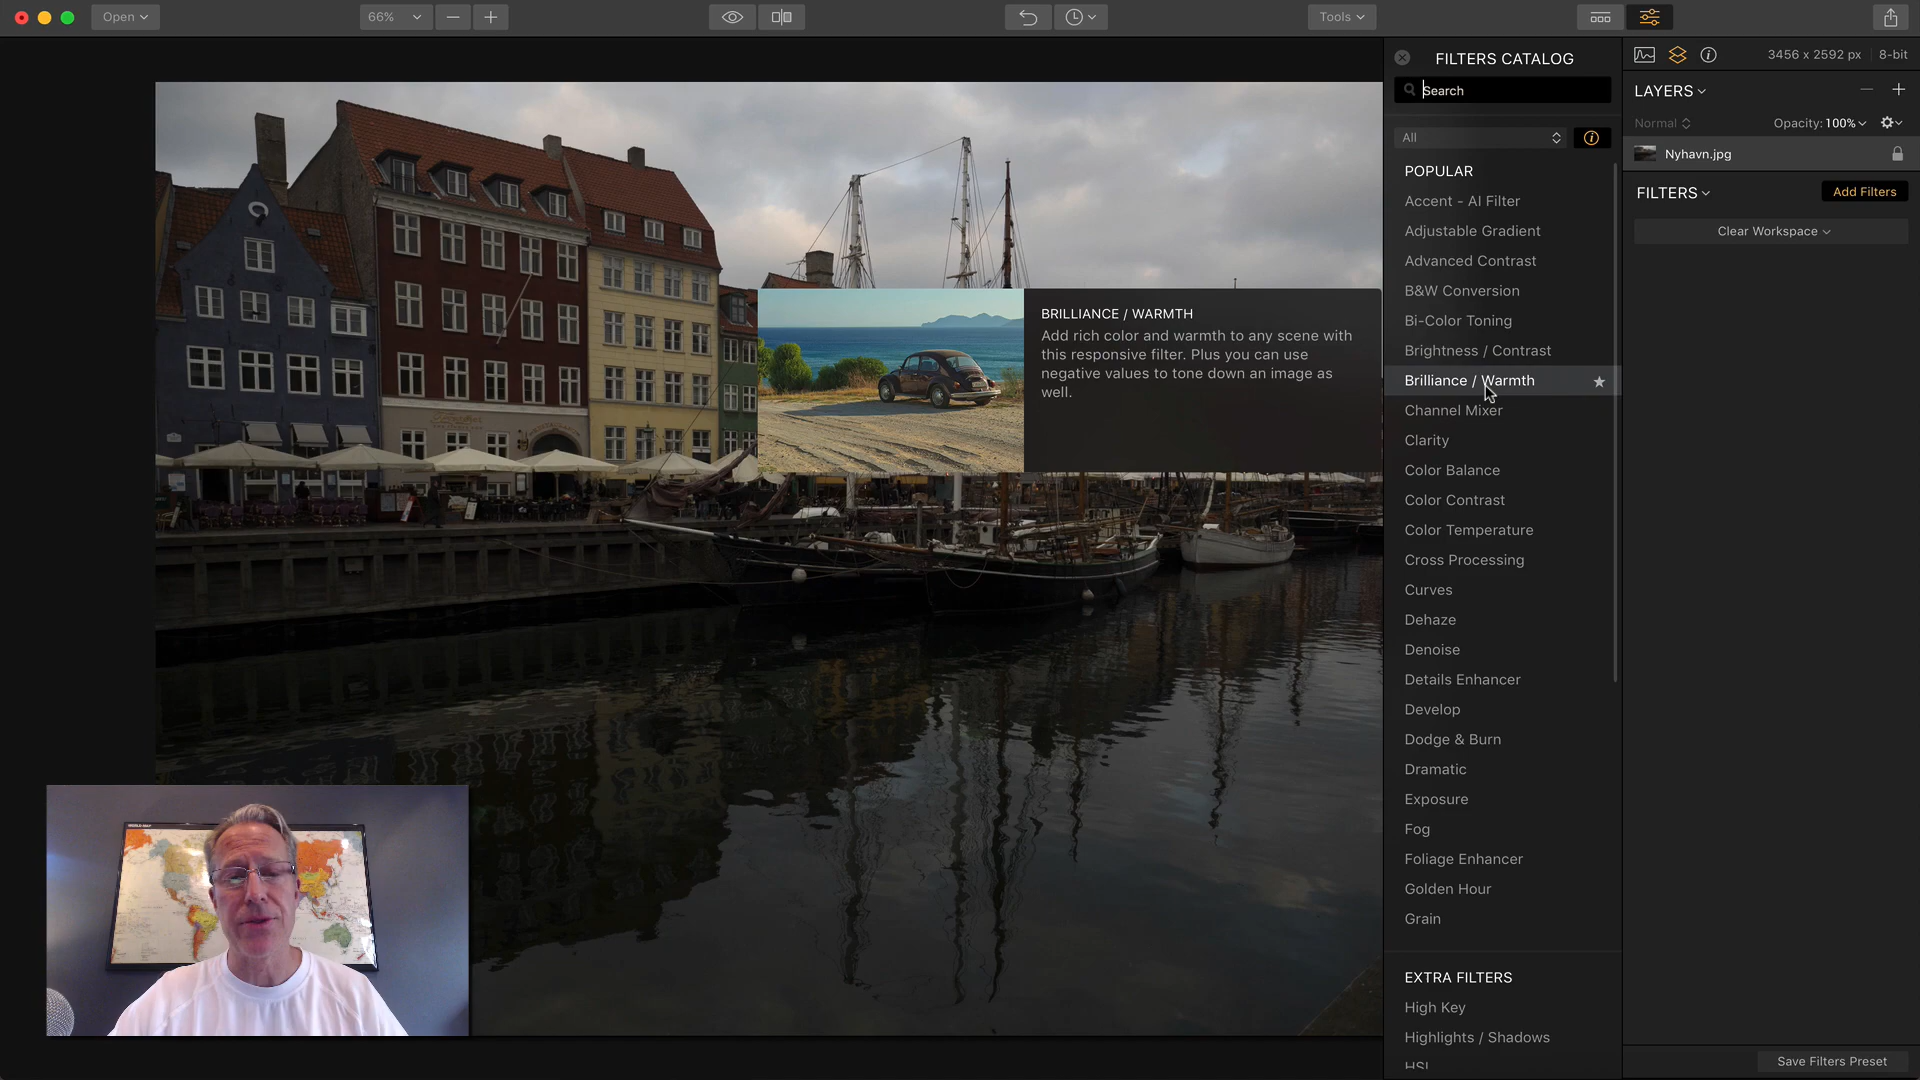 Open
66%
Tools
FILTERS CATALOG
Search
All
POPULAR
Accent - AI Filter
Adjustable Gradient
Advanced Contrast
B&W Conversion
Bi-Color Toning
Brightness / Contrast
Brilliance / Warmth
Channel Mixer
Clarity
Color Balance
Color Contrast
Color Temperature
Cross Processing
Curves
Dehaze
Denoise
Details Enhancer
Develop
Dodge & Burn
Dramatic
Exposure
Fog
Foliage Enhancer
Golden Hour
Grain
EXTRA FILTERS
High Key
Highlights / Shadows
HSL
BRILLIANCE / WARMTH
Add rich color and warmth to any scene with
this responsive filter. Plus you can use
negative values to tone down an image as
well.
3456 x 2592 px
8-bit
LAYERS
Normal
Opacity: 100%
Nyhavn.jpg
FILTERS
Add Filters
Clear Workspace
Save Filters Preset